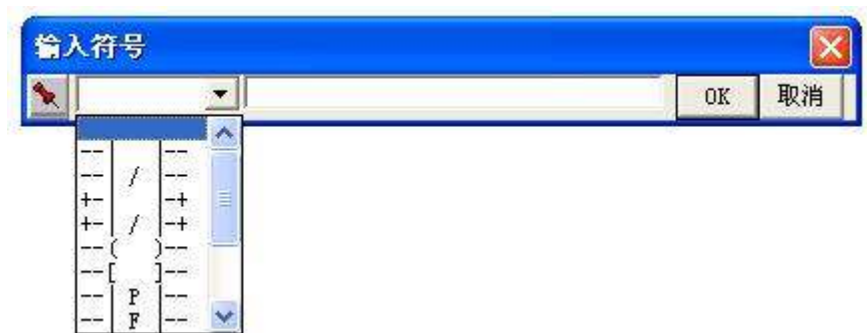 输入符号
OK 取消
--| |--
--| / |--
+-| |-+
+-| / |-+
--( )--
--[ ]--
--| P |--
--| F |--